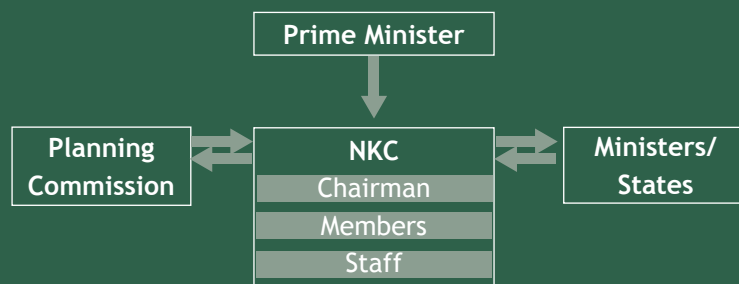 Prime Minister
Planning
Commission
NKC
Chairman
Members
Staff
Ministers/
States